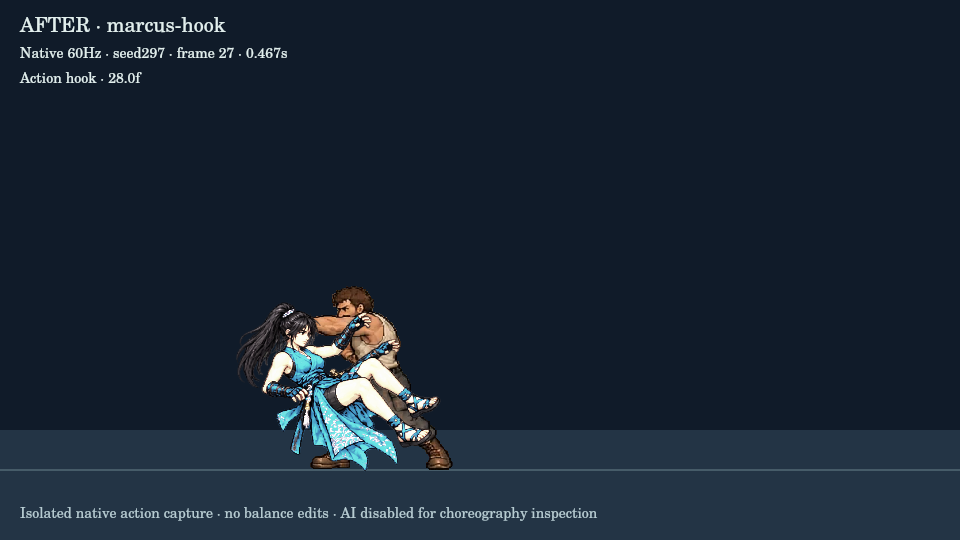 AFTER · marcus-hook
Native 60Hz · seed297 · frame 27 · 0.467s
Action hook · 28.0f
Isolated native action capture · no balance edits · AI disabled for choreography inspection